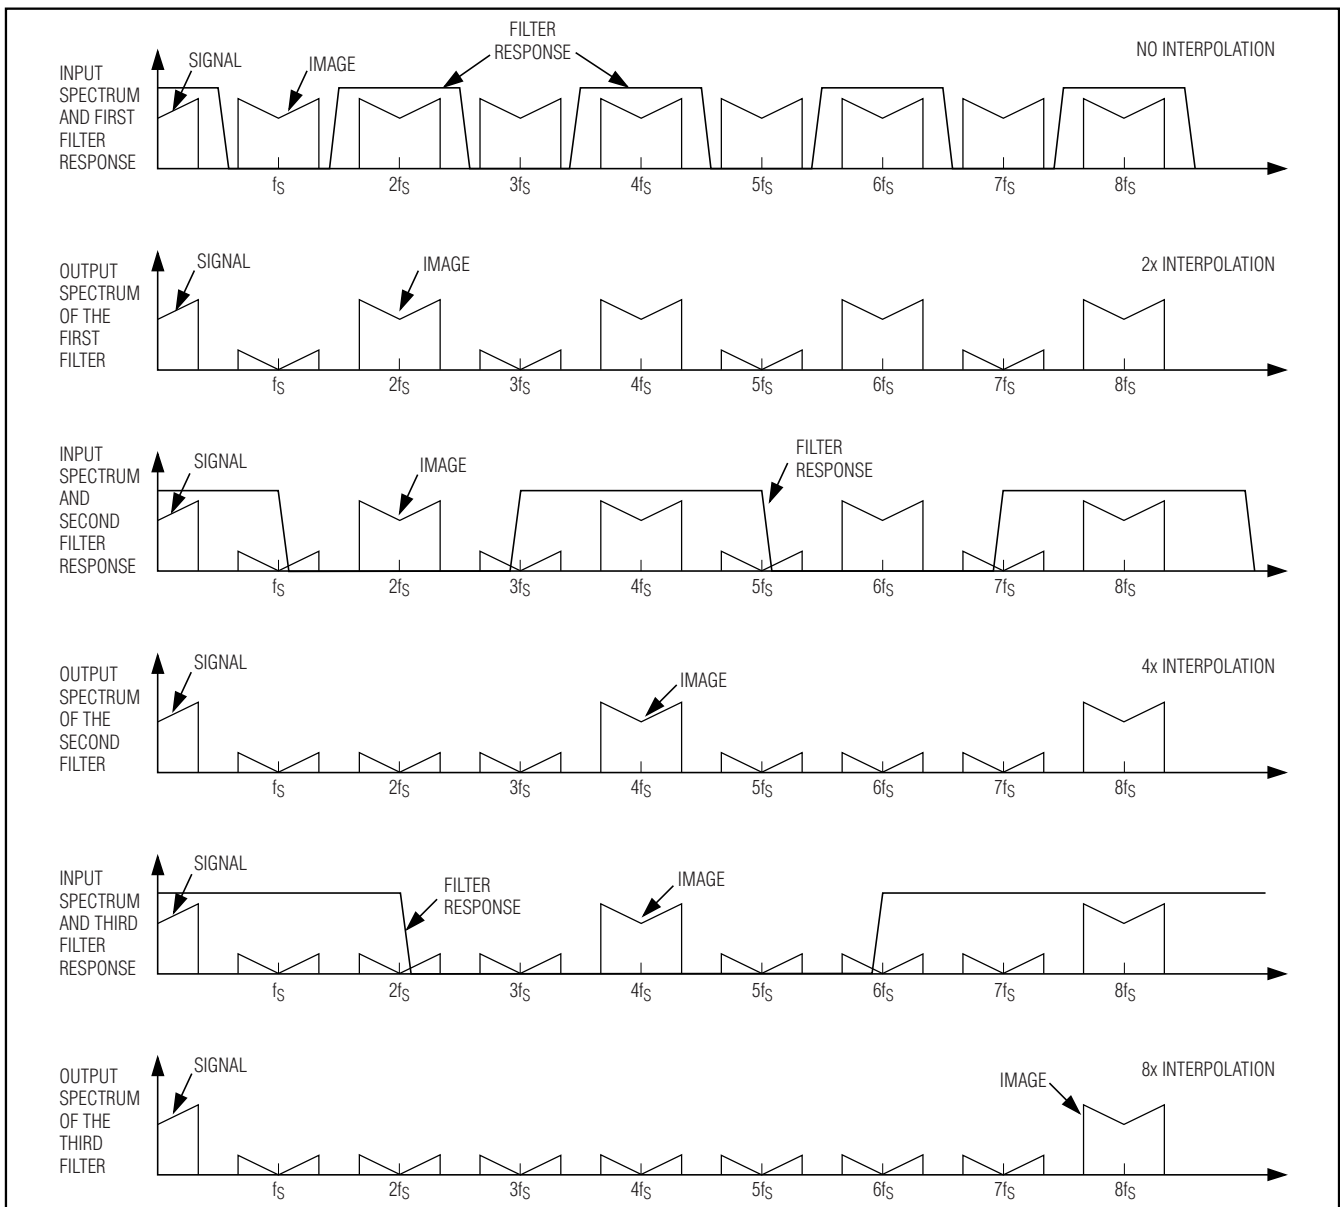 FILTER
RESPONSE
NO INTERPOLATION
SIGNAL
IMAGE
INPUT
SPECTRUM
AND FIRST
FILTER
RESPONSE
fS 2fS 3fS 4fS 5fS 6fS 7fS 8fS
SIGNAL
IMAGE
2x INTERPOLATION
OUTPUT
SPECTRUM
OF THE
FIRST
FILTER
fS 2fS 3fS 4fS 5fS 6fS 7fS 8fS
INPUT
SPECTRUM
AND
SECOND
FILTER
RESPONSE
SIGNAL
IMAGE
FILTER
RESPONSE
fS 2fS 3fS 4fS 5fS 6fS 7fS 8fS
OUTPUT
SPECTRUM
OF THE
SECOND
FILTER
SIGNAL
IMAGE
4x INTERPOLATION
fS 2fS 3fS 4fS 5fS 6fS 7fS 8fS
INPUT
SPECTRUM
AND THIRD
FILTER
RESPONSE
SIGNAL
FILTER
RESPONSE
IMAGE
fS 2fS 3fS 4fS 5fS 6fS 7fS 8fS
OUTPUT
SPECTRUM
OF THE
THIRD
FILTER
SIGNAL
IMAGE
8x INTERPOLATION
fS 2fS 3fS 4fS 5fS 6fS 7fS 8fS